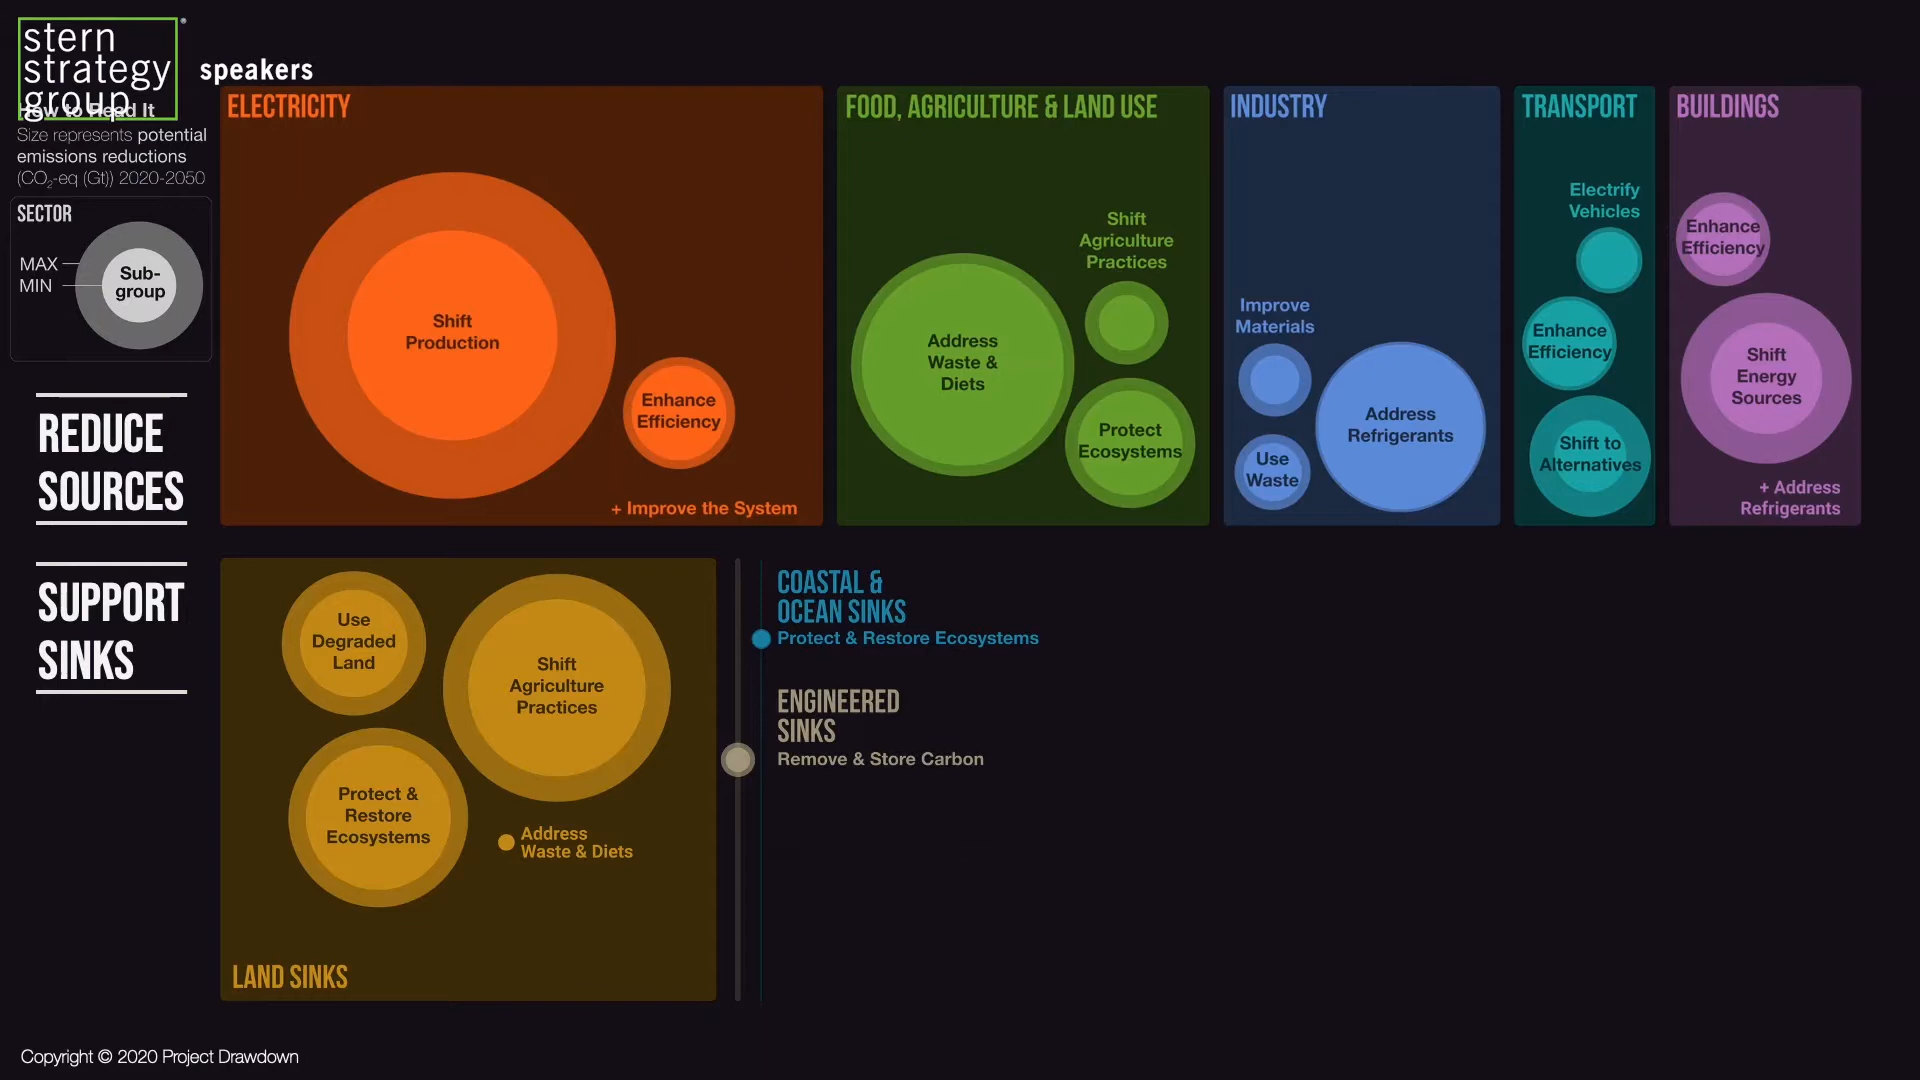 stern
strategy
group
®
speakers
How to Read It
Size represents potential
emissions reductions
(CO2-eq (Gt)) 2020-2050
SECTOR
MAX
MIN
Sub-
group
REDUCE
SOURCES
ELECTRICITY
Shift
Production
Enhance
Efficiency
+ Improve the System
FOOD, AGRICULTURE & LAND USE
Shift
Agriculture
Practices
Address
Waste &
Diets
Protect
Ecosystems
INDUSTRY
Improve
Materials
Use
Waste
Address
Refrigerants
TRANSPORT
Electrify
Vehicles
Enhance
Efficiency
Shift to
Alternatives
BUILDINGS
Enhance
Efficiency
Shift
Energy
Sources
+ Address
Refrigerants
SUPPORT
SINKS
Use
Degraded
Land
Shift
Agriculture
Practices
Protect &
Restore
Ecosystems
Address
Waste & Diets
LAND SINKS
COASTAL &
OCEAN SINKS
Protect & Restore Ecosystems
ENGINEERED
SINKS
Remove & Store Carbon
Copyright © 2020 Project Drawdown